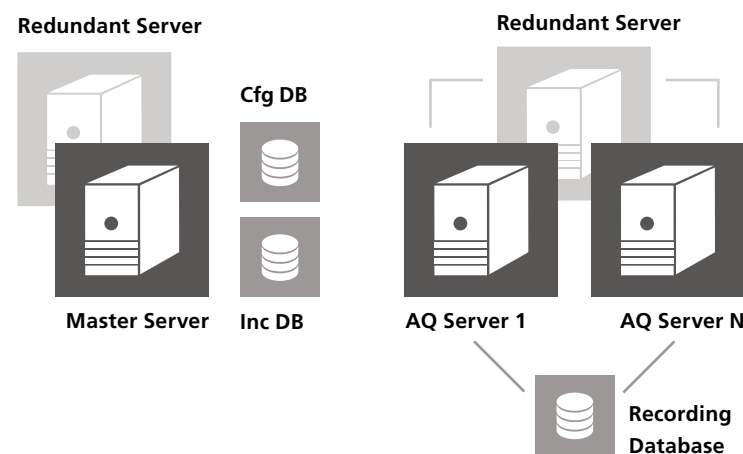 Redundant Server
Cfg DB
Master Server
Inc DB
Redundant Server
AQ Server 1
AQ Server N
Recording
Database